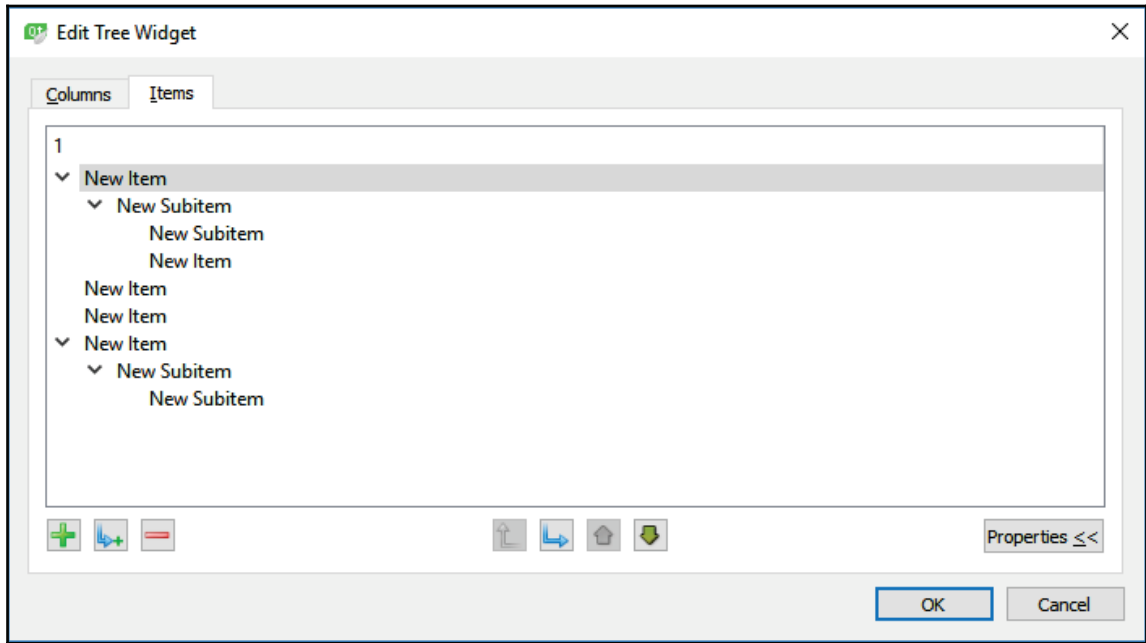 Edit Tree Widget
Columns Items
1
New Item
New Subitem
New Subitem
New Item
New Item
New Item
New Item
New Subitem
New Subitem
Properties <<
OK Cancel